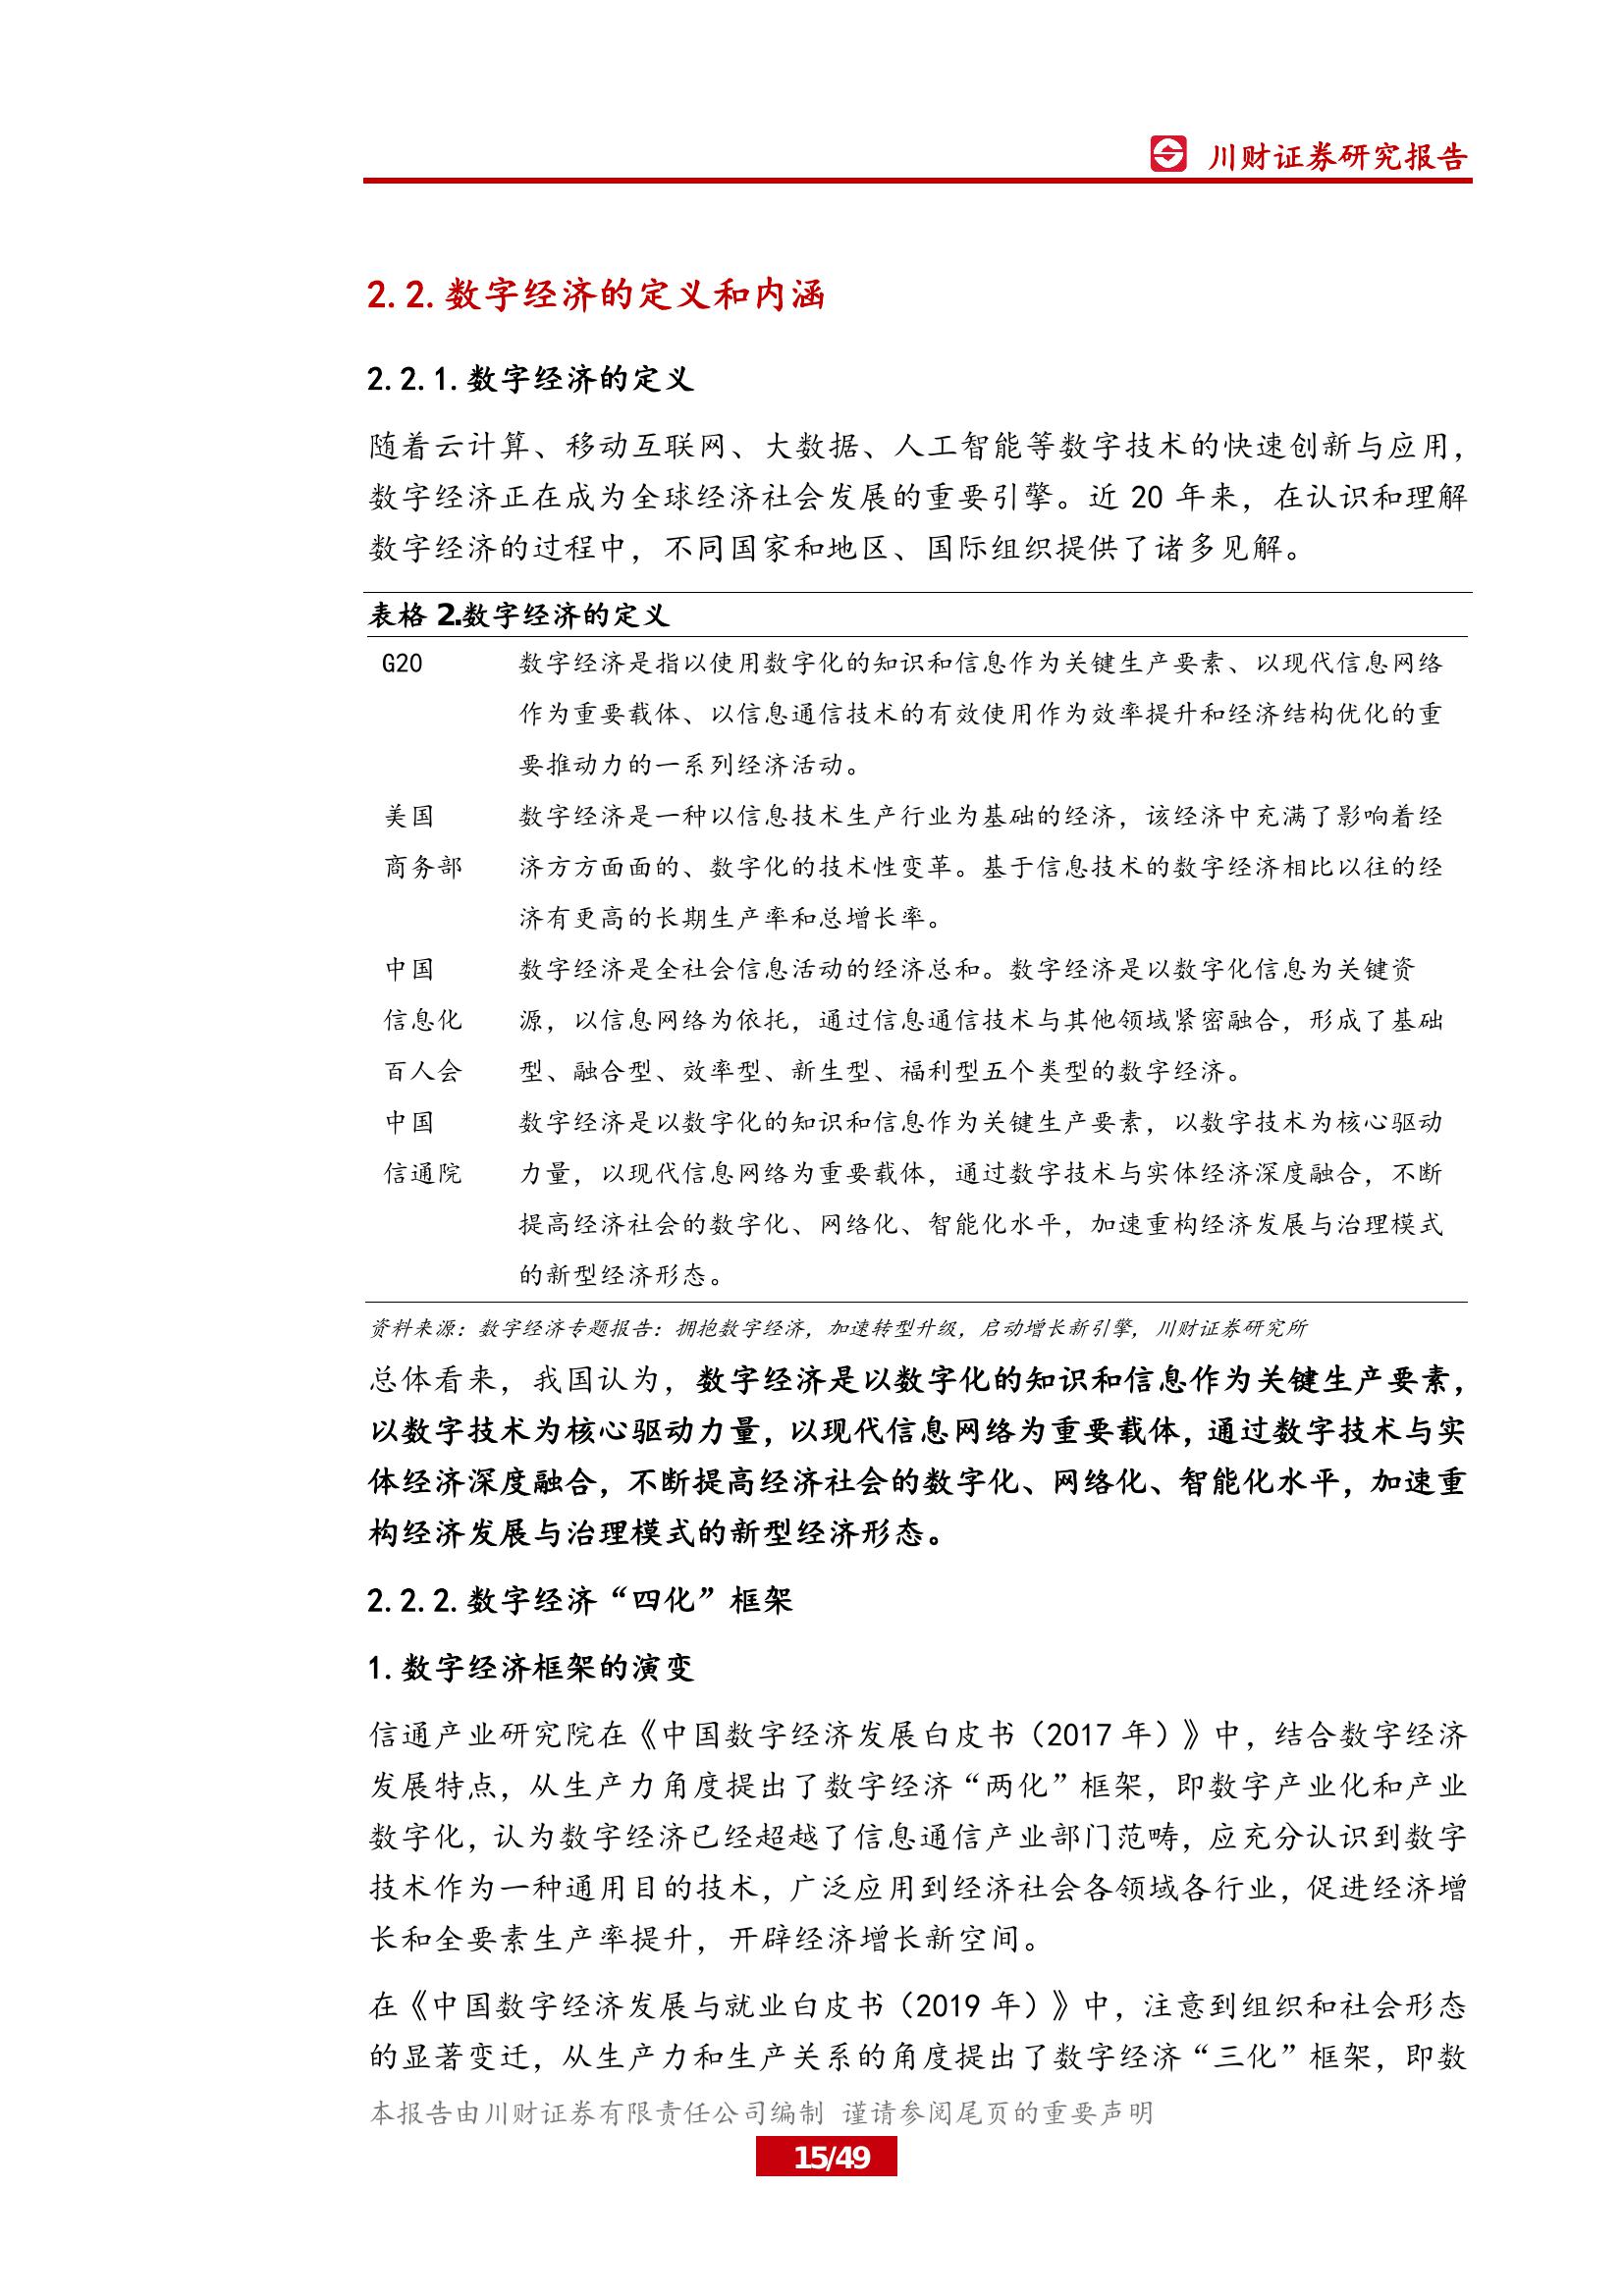 川财证券研究报告
2.2.数字经济的定义和内涵
2.2.1.数字经济的定义
随着云计算、移动互联网、大数据、人工智能等数字技术的快速创新与应用，
数字经济正在成为全球经济社会发展的重要引擎。近 20 年来，在认识和理解
数字经济的过程中，不同国家和地区、国际组织提供了诸多见解。
表格 2.数字经济的定义
G20 数字经济是指以使用数字化的知识和信息作为关键生产要素、以现代信息网络
作为重要载体、以信息通信技术的有效使用作为效率提升和经济结构优化的重
要推动力的一系列经济活动。
美国 数字经济是一种以信息技术生产行业为基础的经济，该经济中充满了影响着经
商务部 济方方面面的、数字化的技术性变革。基于信息技术的数字经济相比以往的经
济有更高的长期生产率和总增长率。
中国 数字经济是全社会信息活动的经济总和。数字经济是以数字化信息为关键资
信息化 源，以信息网络为依托，通过信息通信技术与其他领域紧密融合，形成了基础
百人会 型、融合型、效率型、新生型、福利型五个类型的数字经济。
中国 数字经济是以数字化的知识和信息作为关键生产要素，以数字技术为核心驱动
信通院 力量，以现代信息网络为重要载体，通过数字技术与实体经济深度融合，不断
提高经济社会的数字化、网络化、智能化水平，加速重构经济发展与治理模式
的新型经济形态。
资料来源：数字经济专题报告：拥抱数字经济，加速转型升级，启动增长新引擎，川财证券研究所
总体看来，我国认为，数字经济是以数字化的知识和信息作为关键生产要素，
以数字技术为核心驱动力量，以现代信息网络为重要载体，通过数字技术与实
体经济深度融合，不断提高经济社会的数字化、网络化、智能化水平，加速重
构经济发展与治理模式的新型经济形态。
2.2.2.数字经济“四化”框架
1.数字经济框架的演变
信通产业研究院在《中国数字经济发展白皮书（2017 年）》中，结合数字经济
发展特点，从生产力角度提出了数字经济“两化”框架，即数字产业化和产业
数字化，认为数字经济已经超越了信息通信产业部门范畴，应充分认识到数字
技术作为一种通用目的技术，广泛应用到经济社会各领域各行业，促进经济增
长和全要素生产率提升，开辟经济增长新空间。
在《中国数字经济发展与就业白皮书（2019 年）》中，注意到组织和社会形态
的显著变迁，从生产力和生产关系的角度提出了数字经济“三化”框架，即数
本报告由川财证券有限责任公司编制 谨请参阅尾页的重要声明
15/49